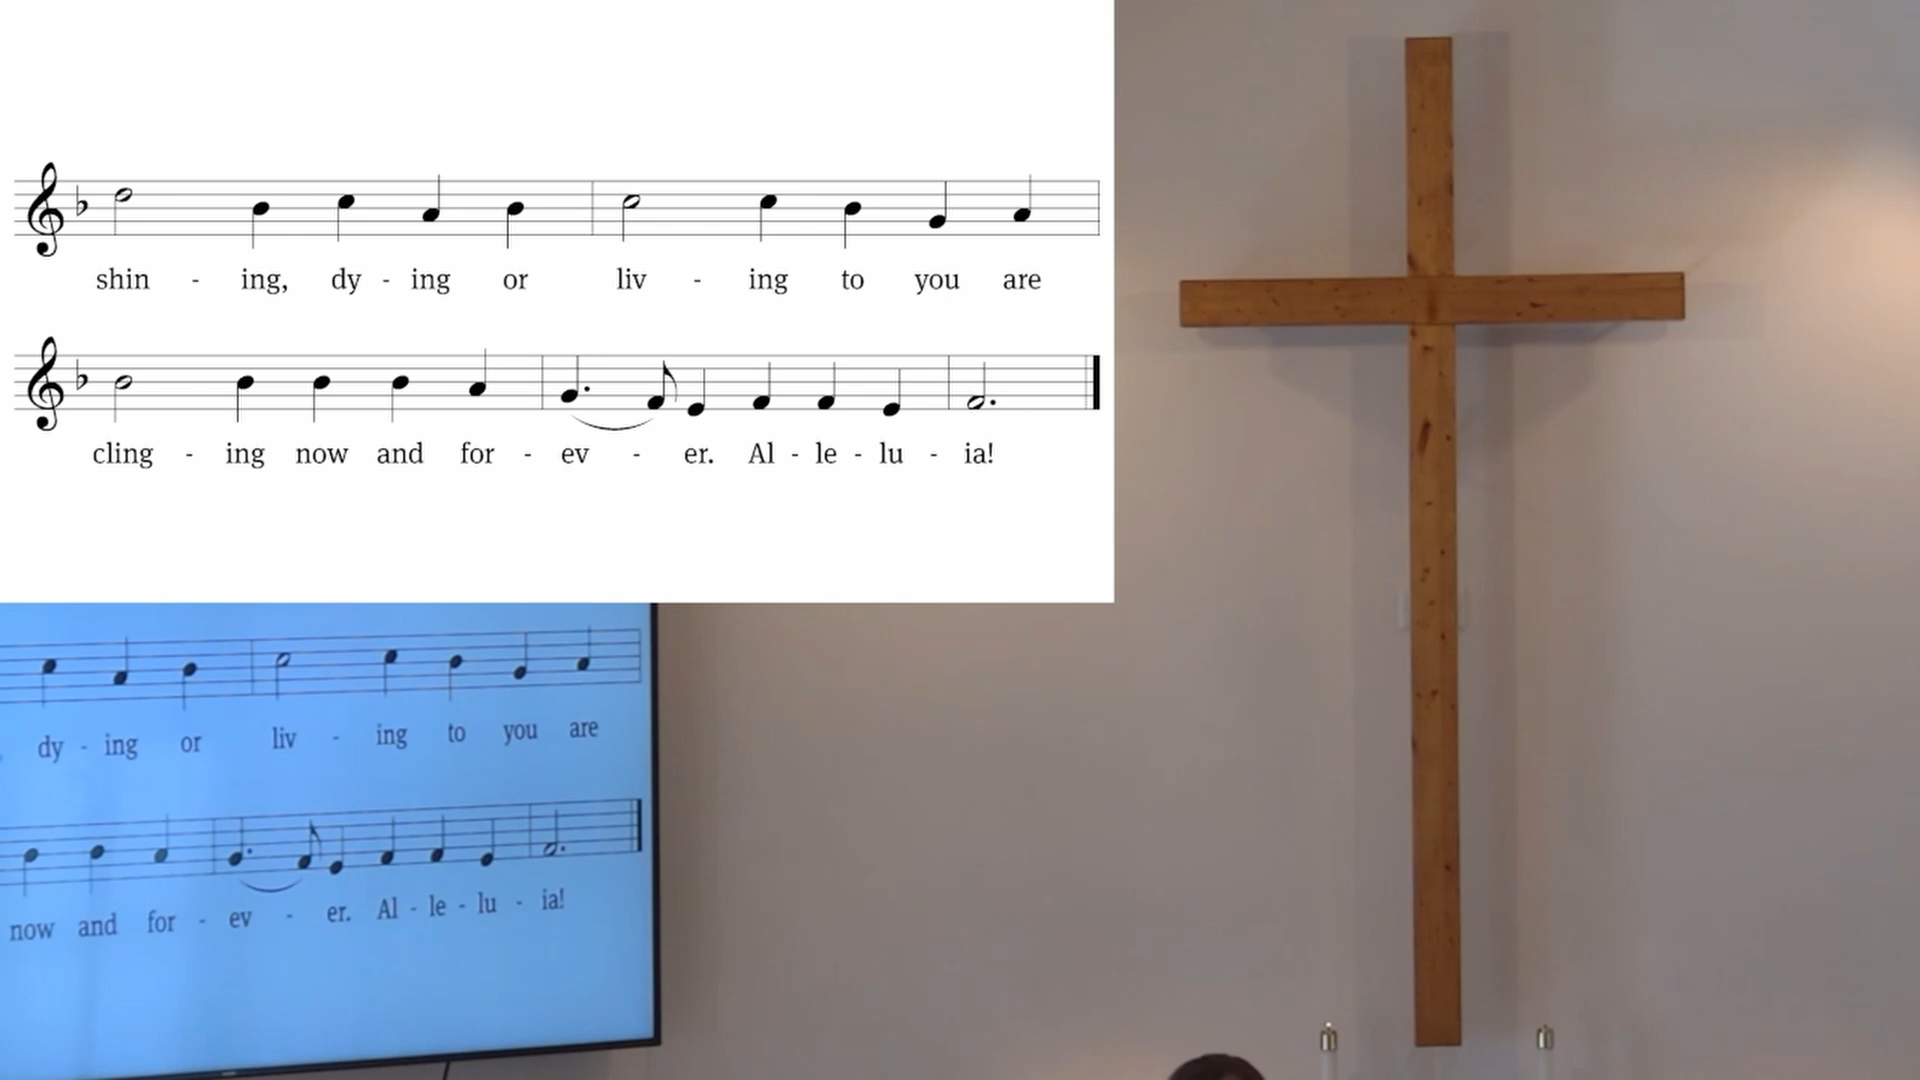 shin - ing, dy - ing or liv - ing to you are
cling - ing now and for - ev - er. Al - le - lu - ia!
dy - ing or liv - ing to you are
now and for - ev - er. Al - le - lu - ia!